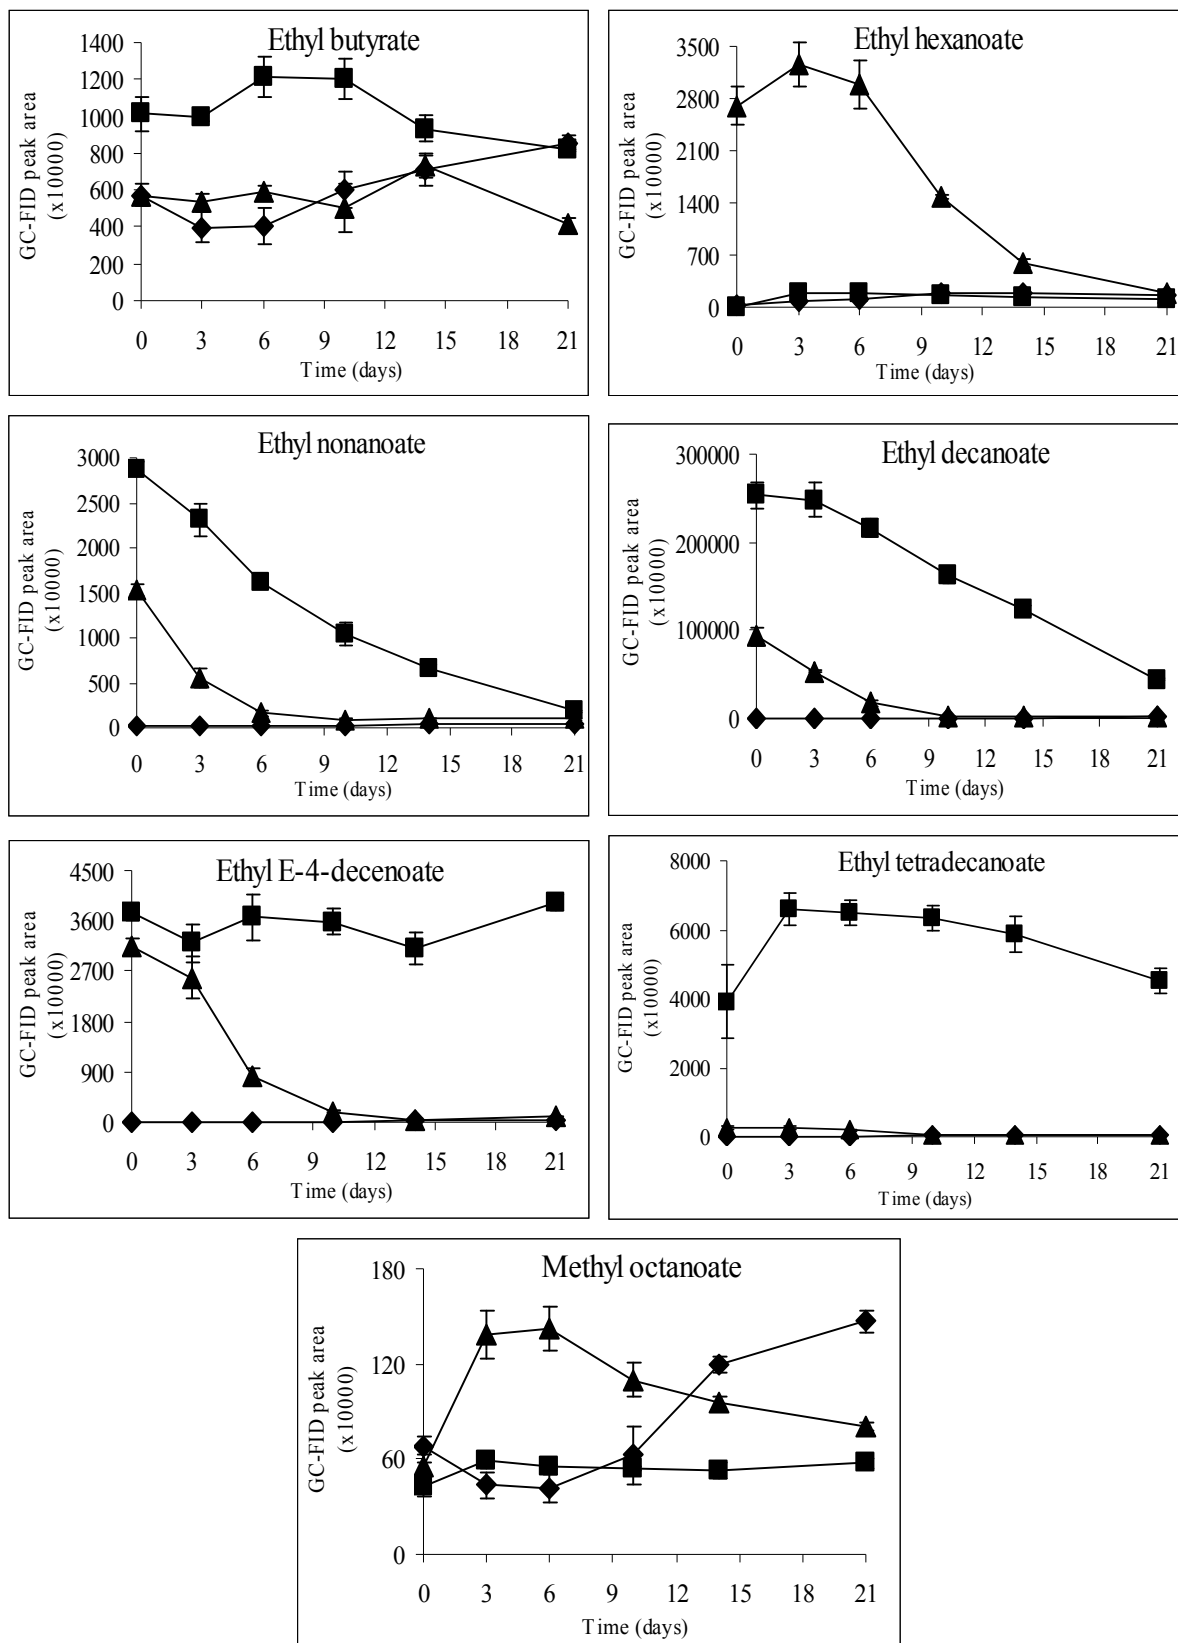 Ethyl butyrate
GC-FID peak area
(x10000)
1400
1200
1000
800
600
400
200
0
0 3 6 9 12 15 18 21
Time (days)
Ethyl hexanoate
GC-FID peak area
(x10000)
3500
2800
2100
1400
700
0
0 3 6 9 12 15 18 21
Time (days)
Ethyl nonanoate
GC-FID peak area
(x10000)
3000
2500
2000
1500
1000
500
0
0 3 6 9 12 15 18 21
Time (days)
Ethyl decanoate
GC-FID peak area
(x10000)
300000
200000
100000
0
0 3 6 9 12 15 18 21
Time (days)
Ethyl E-4-decenoate
GC-FID peak area
(x10000)
4500
3600
2700
1800
900
0
0 3 6 9 12 15 18 21
Time (days)
Ethyl tetradecanoate
GC-FID peak area
(x10000)
8000
6000
4000
2000
0
0 3 6 9 12 15 18 21
Time (days)
Methyl octanoate
GC-FID peak area
(x10000)
180
120
60
0
0 3 6 9 12 15 18 21
Time (days)